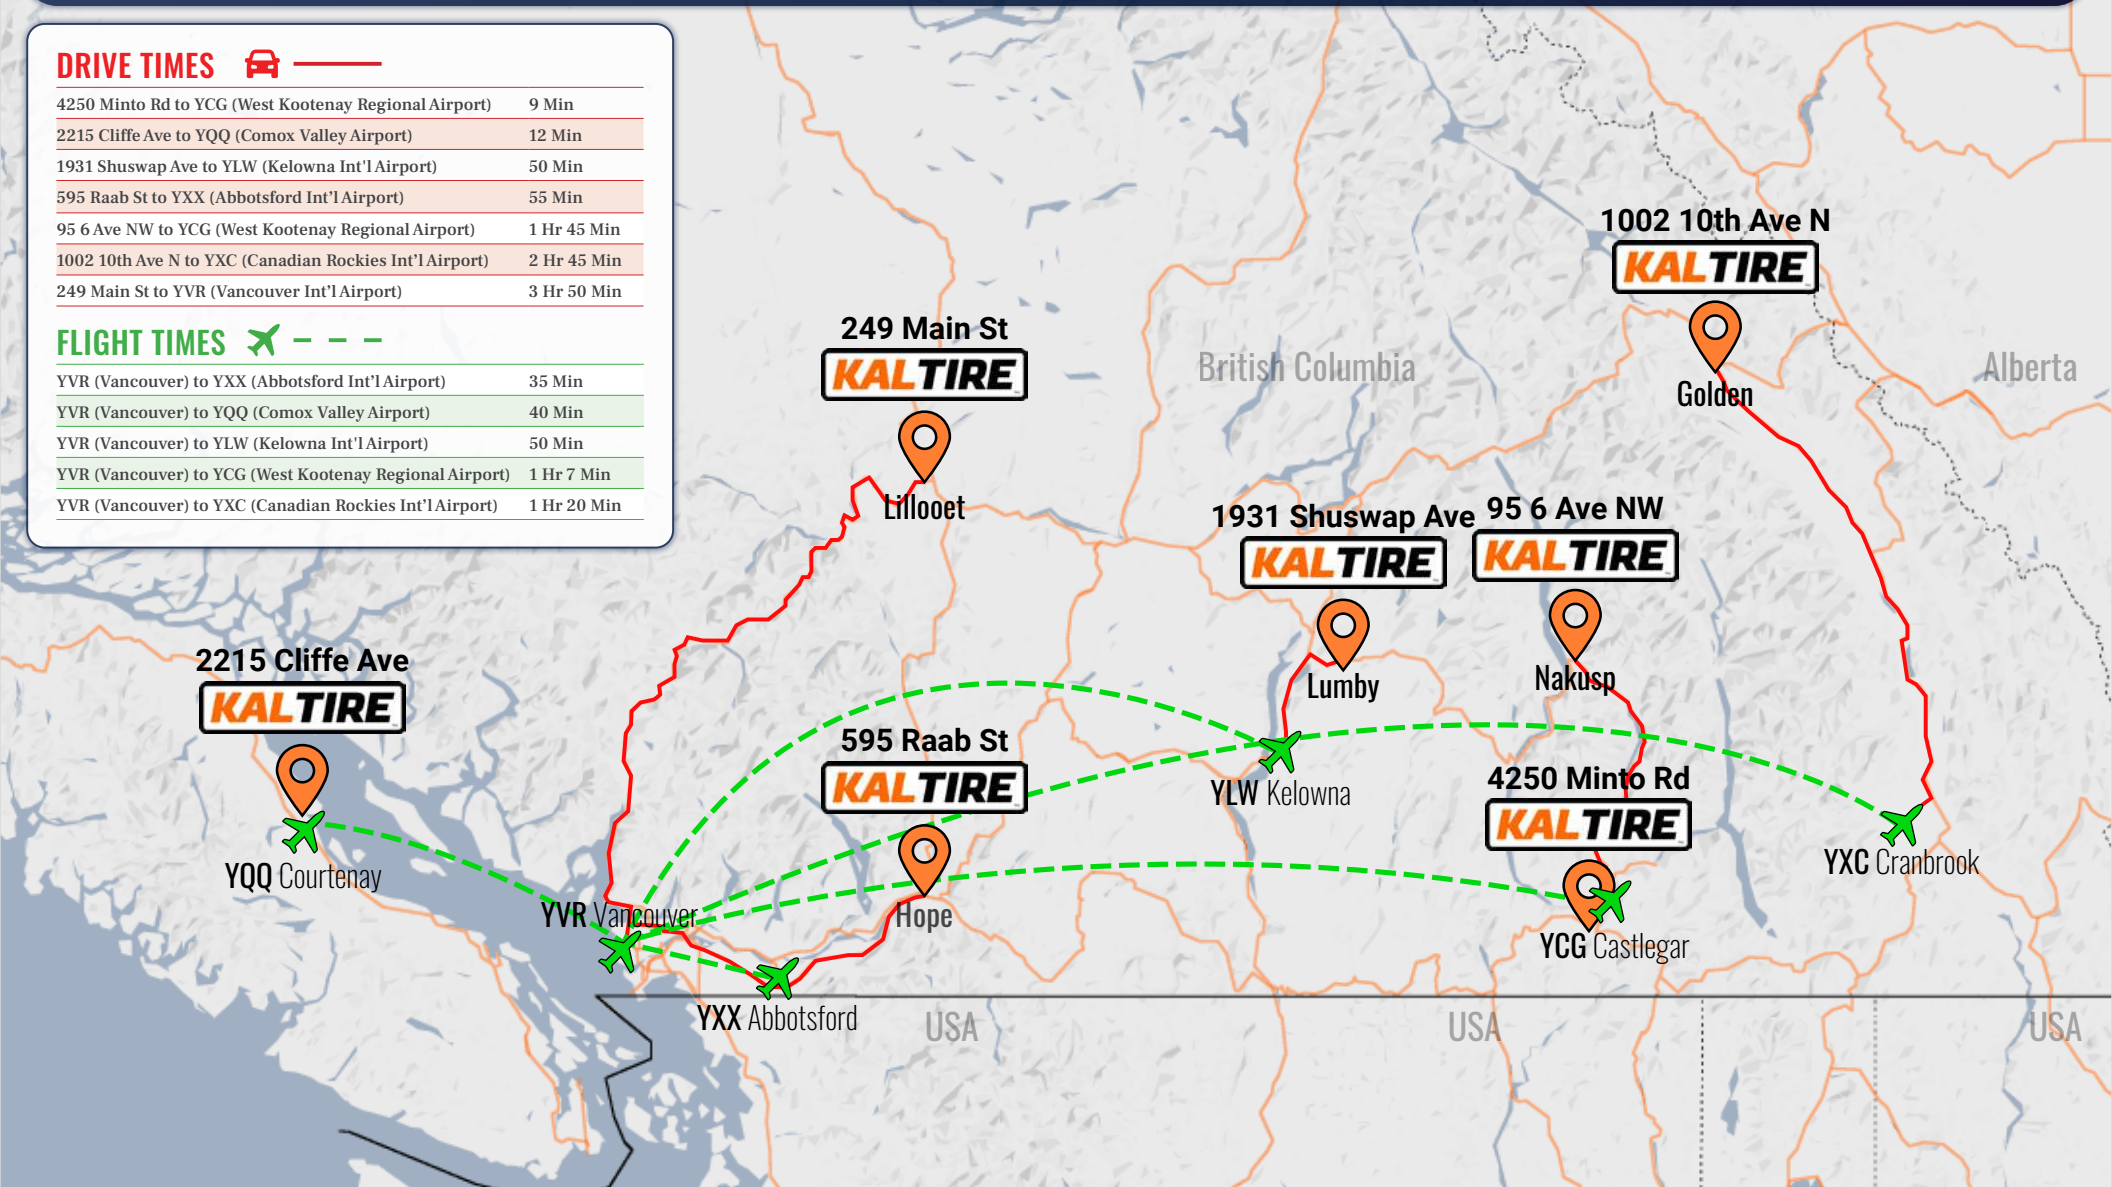 DRIVE TIMES
4250 Minto Rd to YCG (West Kootenay Regional Airport) 9 Min
2215 Cliffe Ave to YQQ (Comox Valley Airport) 12 Min
1931 Shuswap Ave to YLW (Kelowna Int'l Airport) 50 Min
595 Raab St to YXX (Abbotsford Int'l Airport) 55 Min
95 6 Ave NW to YCG (West Kootenay Regional Airport) 1 Hr 45 Min
1002 10th Ave N to YXC (Canadian Rockies Int'l Airport) 2 Hr 45 Min
249 Main St to YVR (Vancouver Int'l Airport) 3 Hr 50 Min
FLIGHT TIMES
YVR (Vancouver) to YXX (Abbotsford Int'l Airport) 35 Min
YVR (Vancouver) to YQQ (Comox Valley Airport) 40 Min
YVR (Vancouver) to YLW (Kelowna Int'l Airport) 50 Min
YVR (Vancouver) to YCG (West Kootenay Regional Airport) 1 Hr 7 Min
YVR (Vancouver) to YXC (Canadian Rockies Int'l Airport) 1 Hr 20 Min
1002 10th Ave N
KALTIRE
Golden
249 Main St
KALTIRE
Lillooet
British Columbia
Alberta
1931 Shuswap Ave
KALTIRE
Lumby
95 6 Ave NW
KALTIRE
Nakusp
2215 Cliffe Ave
KALTIRE
YQQ Courtenay
595 Raab St
KALTIRE
Hope
YLW Kelowna
4250 Minto Rd
KALTIRE
YCG Castlegar
YXC Cranbrook
YVR Vancouver
YXX Abbotsford
USA
USA
USA